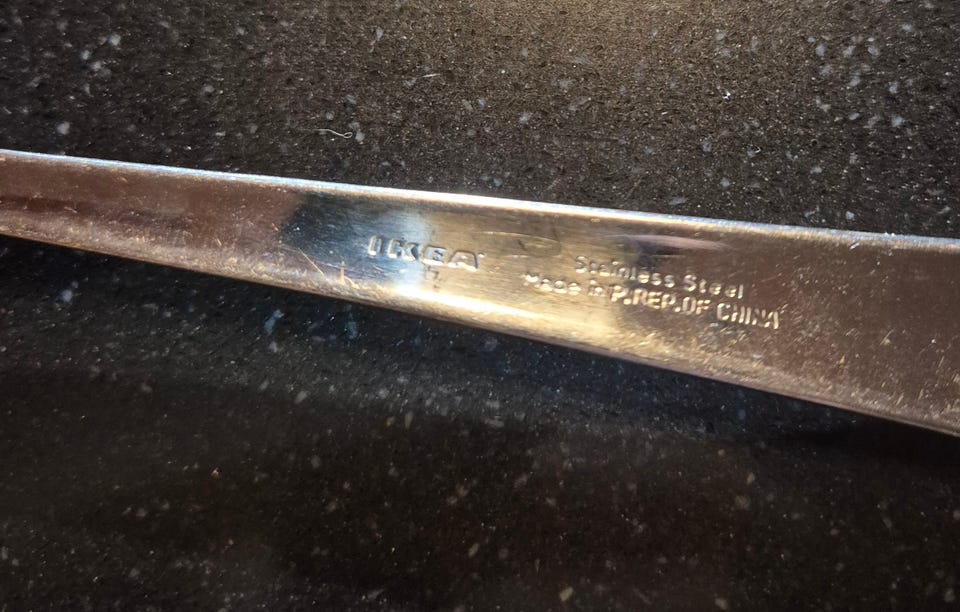 IKEA
Stainless Steel
Made in P.REP.OF CHINA